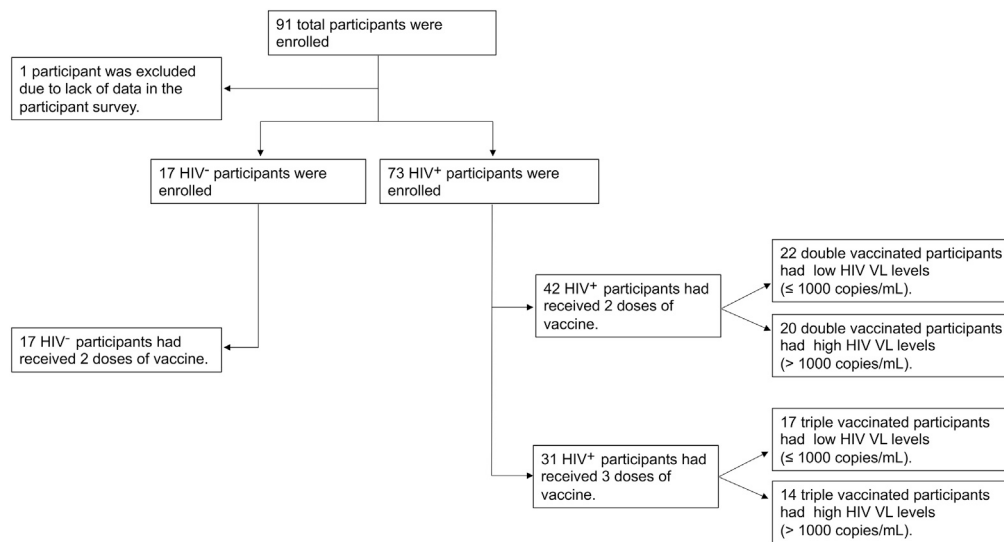 91 total participants were
enrolled
1 participant was excluded
due to lack of data in the
participant survey.
17 HIV⁻ participants were
enrolled
73 HIV⁺ participants were
enrolled
17 HIV⁻ participants had
received 2 doses of vaccine.
42 HIV⁺ participants had
received 2 doses of
vaccine.
22 double vaccinated participants
had low HIV VL levels
(≤ 1000 copies/mL).
20 double vaccinated participants
had high HIV VL levels
(> 1000 copies/mL).
31 HIV⁺ participants had
received 3 doses of
vaccine.
17 triple vaccinated participants
had low HIV VL levels
(≤ 1000 copies/mL).
14 triple vaccinated participants
had high HIV VL levels
(> 1000 copies/mL).